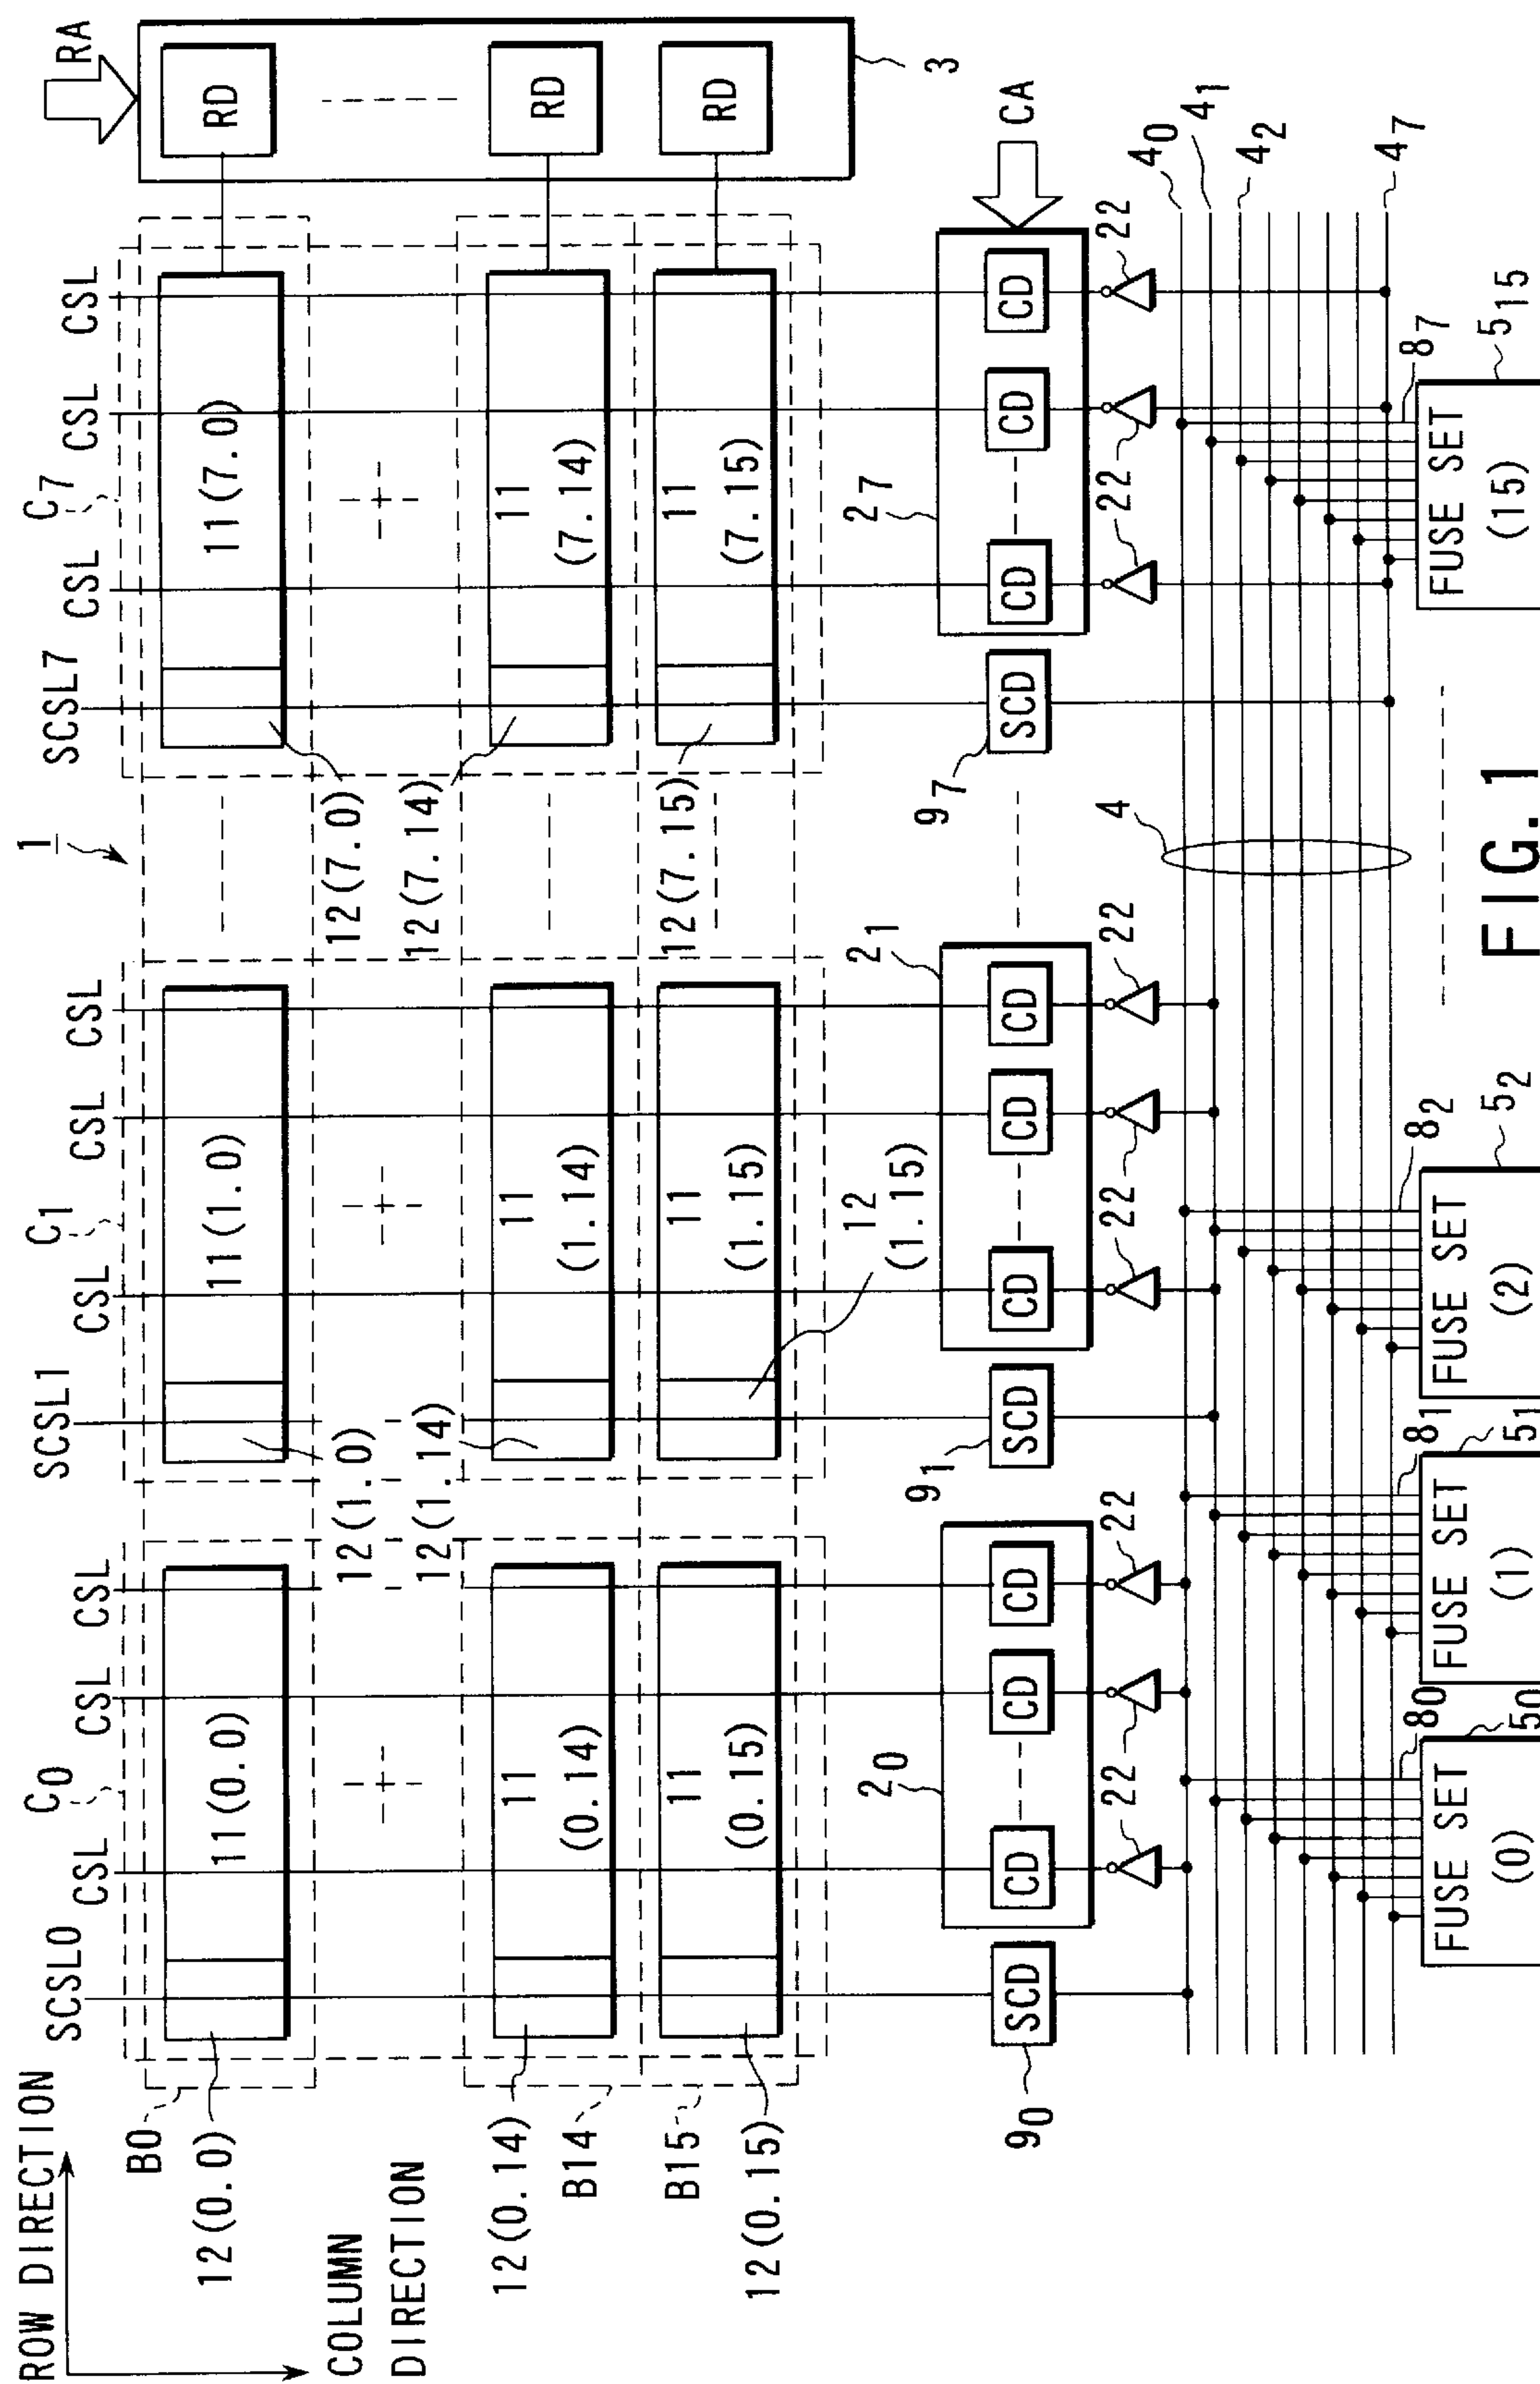 ROW DIRECTION
COLUMN
DIRECTION
1
SCSL0 CSL C0 CSL CSL
SCSL1 CSL C1 CSL CSL
SCSL7 CSL C7 CSL CSL
RA
B0
12(0.0)
11(0.0)
12(1.0)
11(1.0)
12(7.0)
11(7.0)
RD
12(0.14)
B14
11
(0.14)
12(1.14)
11
(1.14)
12(7.14)
11
(7.14)
RD
B15
12(0.15)
11
(0.15)
12
(1.15)
11
(1.15)
12(7.15)
11
(7.15)
RD
3
90
SCD
20
CD CD CD
91
SCD
21
CD CD CD
97
SCD
27
CD CD CD
CA
22 22
22 22
22 22
4
40
41
42
47
80
50
FUSE SET
(0)
81
51
FUSE SET
(1)
82
52
FUSE SET
(2)
87
515
FUSE SET
(15)
FIG. 1